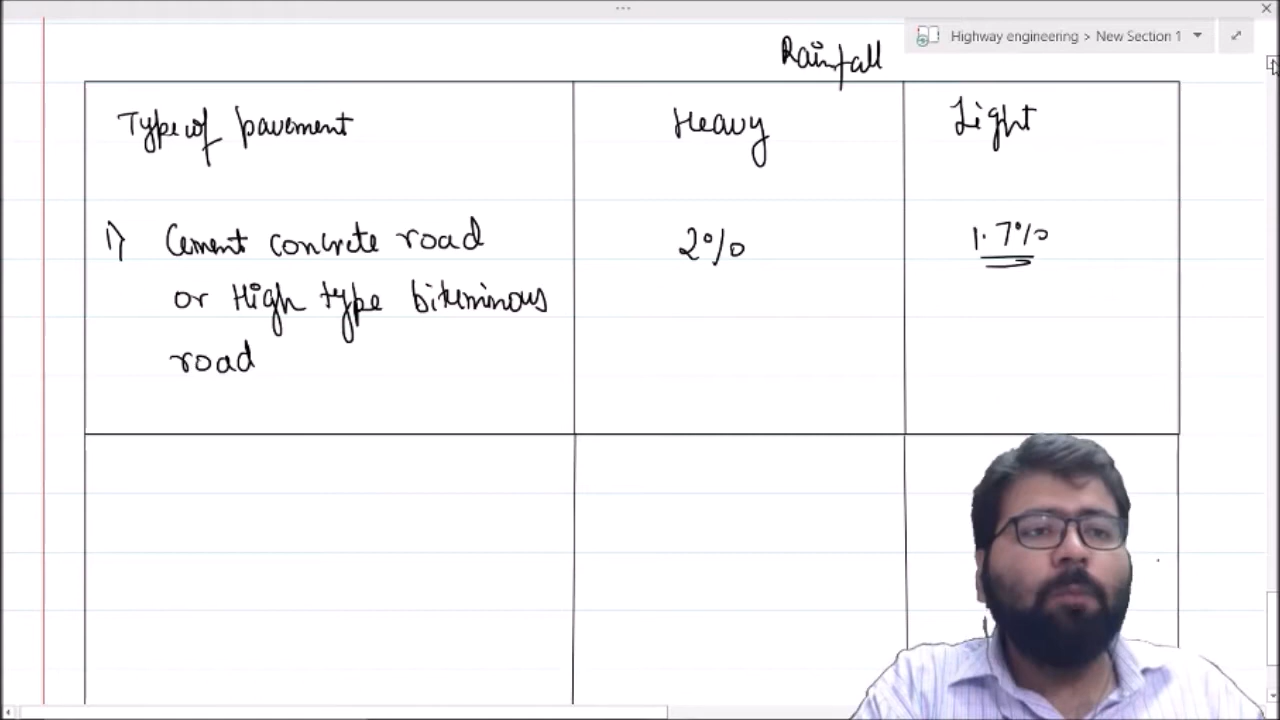 Highway engineering > New Section 1
Rainfall
Type of pavement Heavy Light
1) Cement concrete road 2% 1.7%
or High type bituminous
road